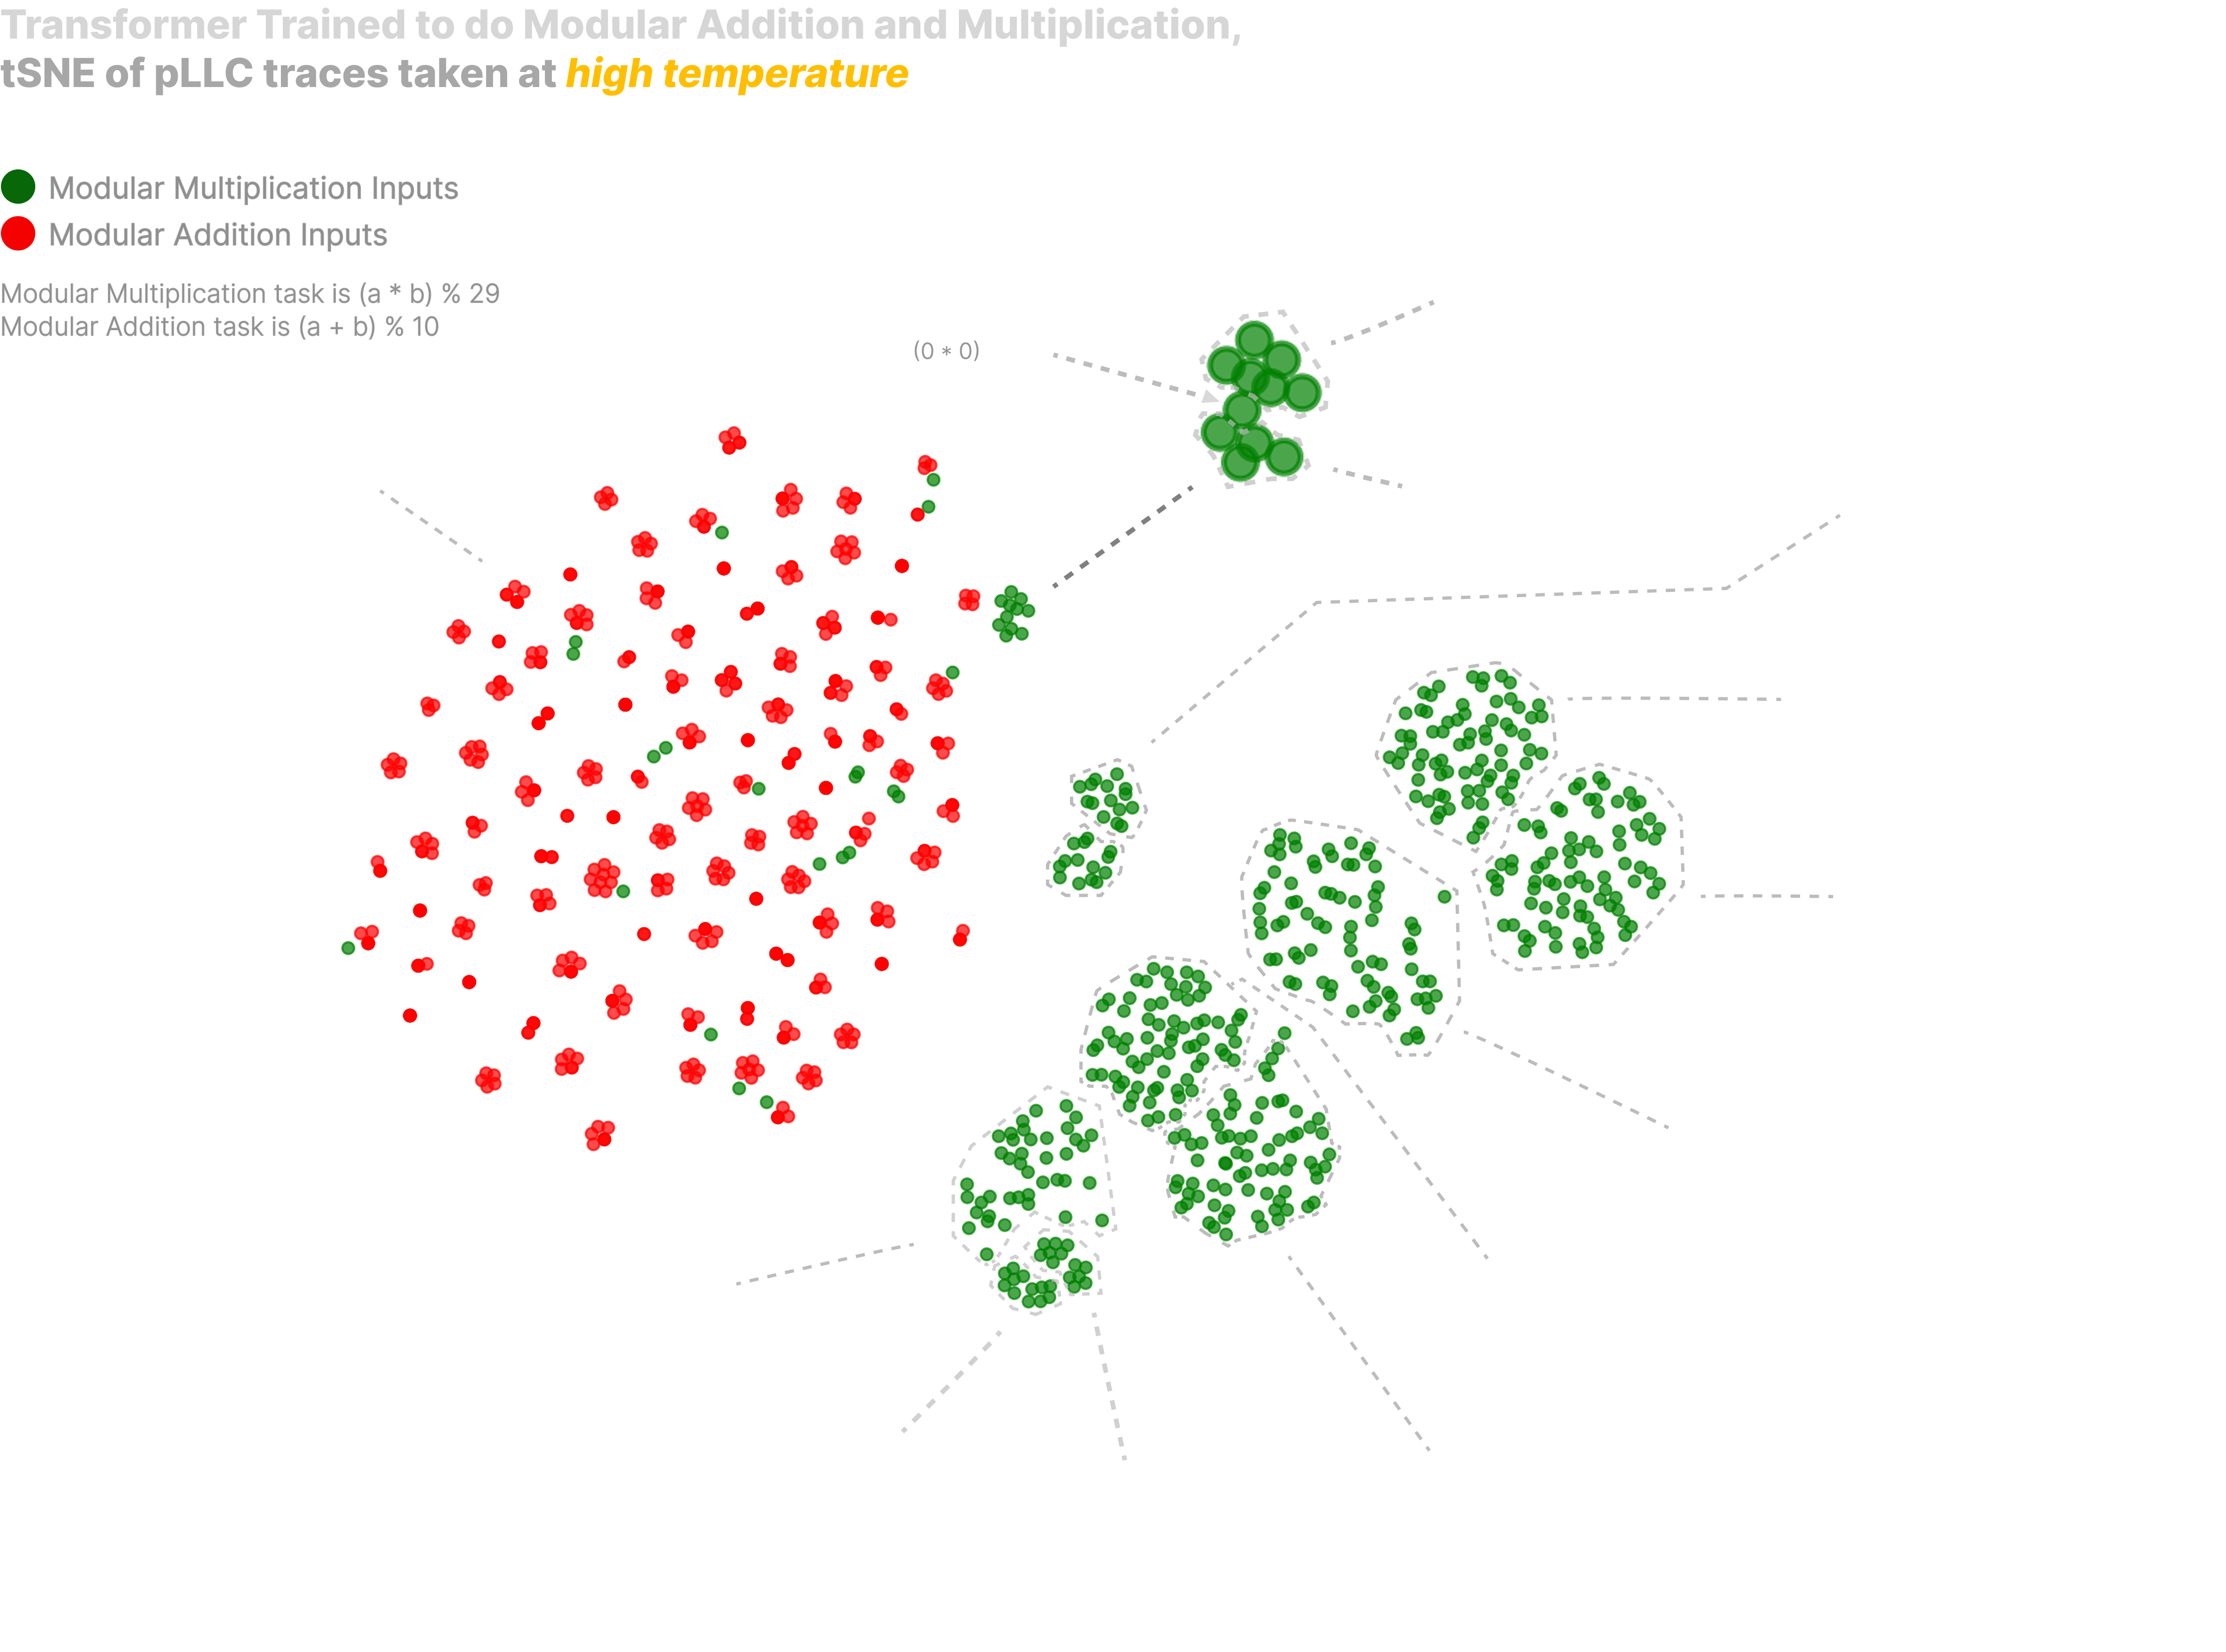 Transformer Trained to do Modular Addition and Multiplication,
tSNE of pLLC traces taken at high temperature
Modular Multiplication Inputs
Modular Addition Inputs
Modular Multiplication task is (a * b) % 29
Modular Addition task is (a + b) % 10
(0 * 0)